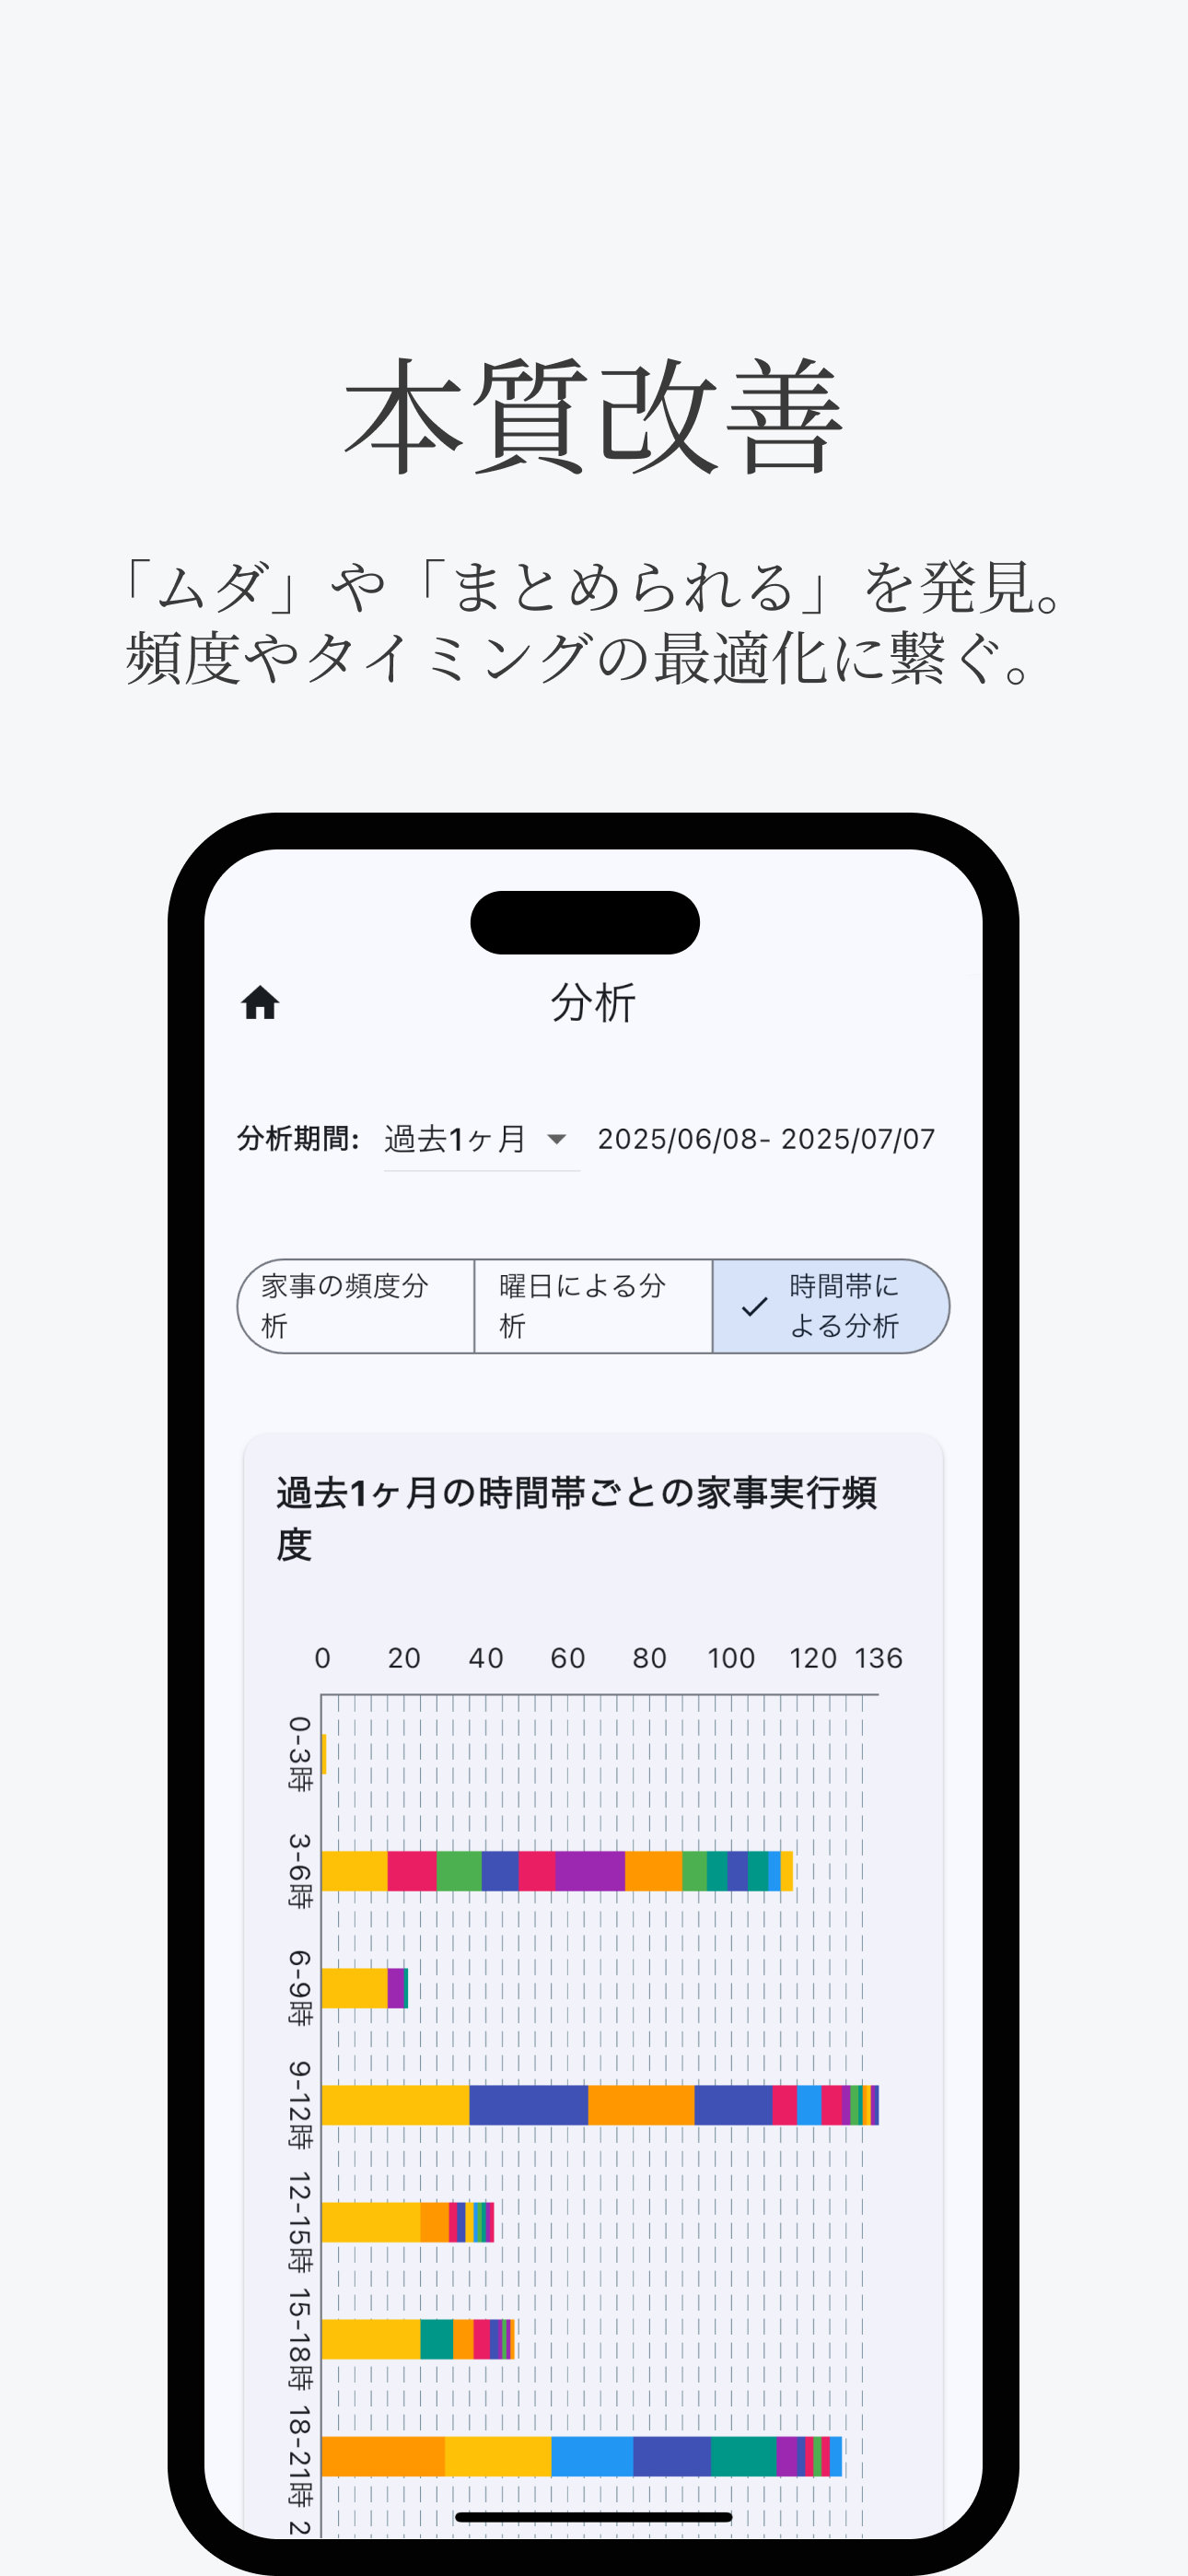 本質改善
「ムダ」や「まとめられる」を発見。
頻度やタイミングの最適化に繋ぐ。
分析
分析期間: 過去1ヶ月 2025/06/08- 2025/07/07
家事の頻度分
析
曜日による分
析
時間帯に
よる分析
過去1ヶ月の時間帯ごとの家事実行頻
度
0 20 40 60 80 100 120 136
0-3時
3-6時
6-9時
9-12時
12-15時
15-18時
18-21時
2